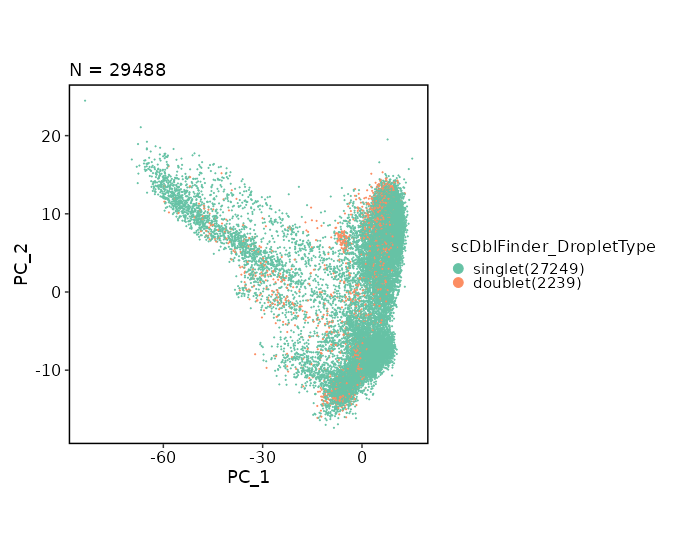 N = 29488
20
10
0
-10
PC_2
-60
-30
0
PC_1
scDblFinder_DropletType
singlet(27249)
doublet(2239)